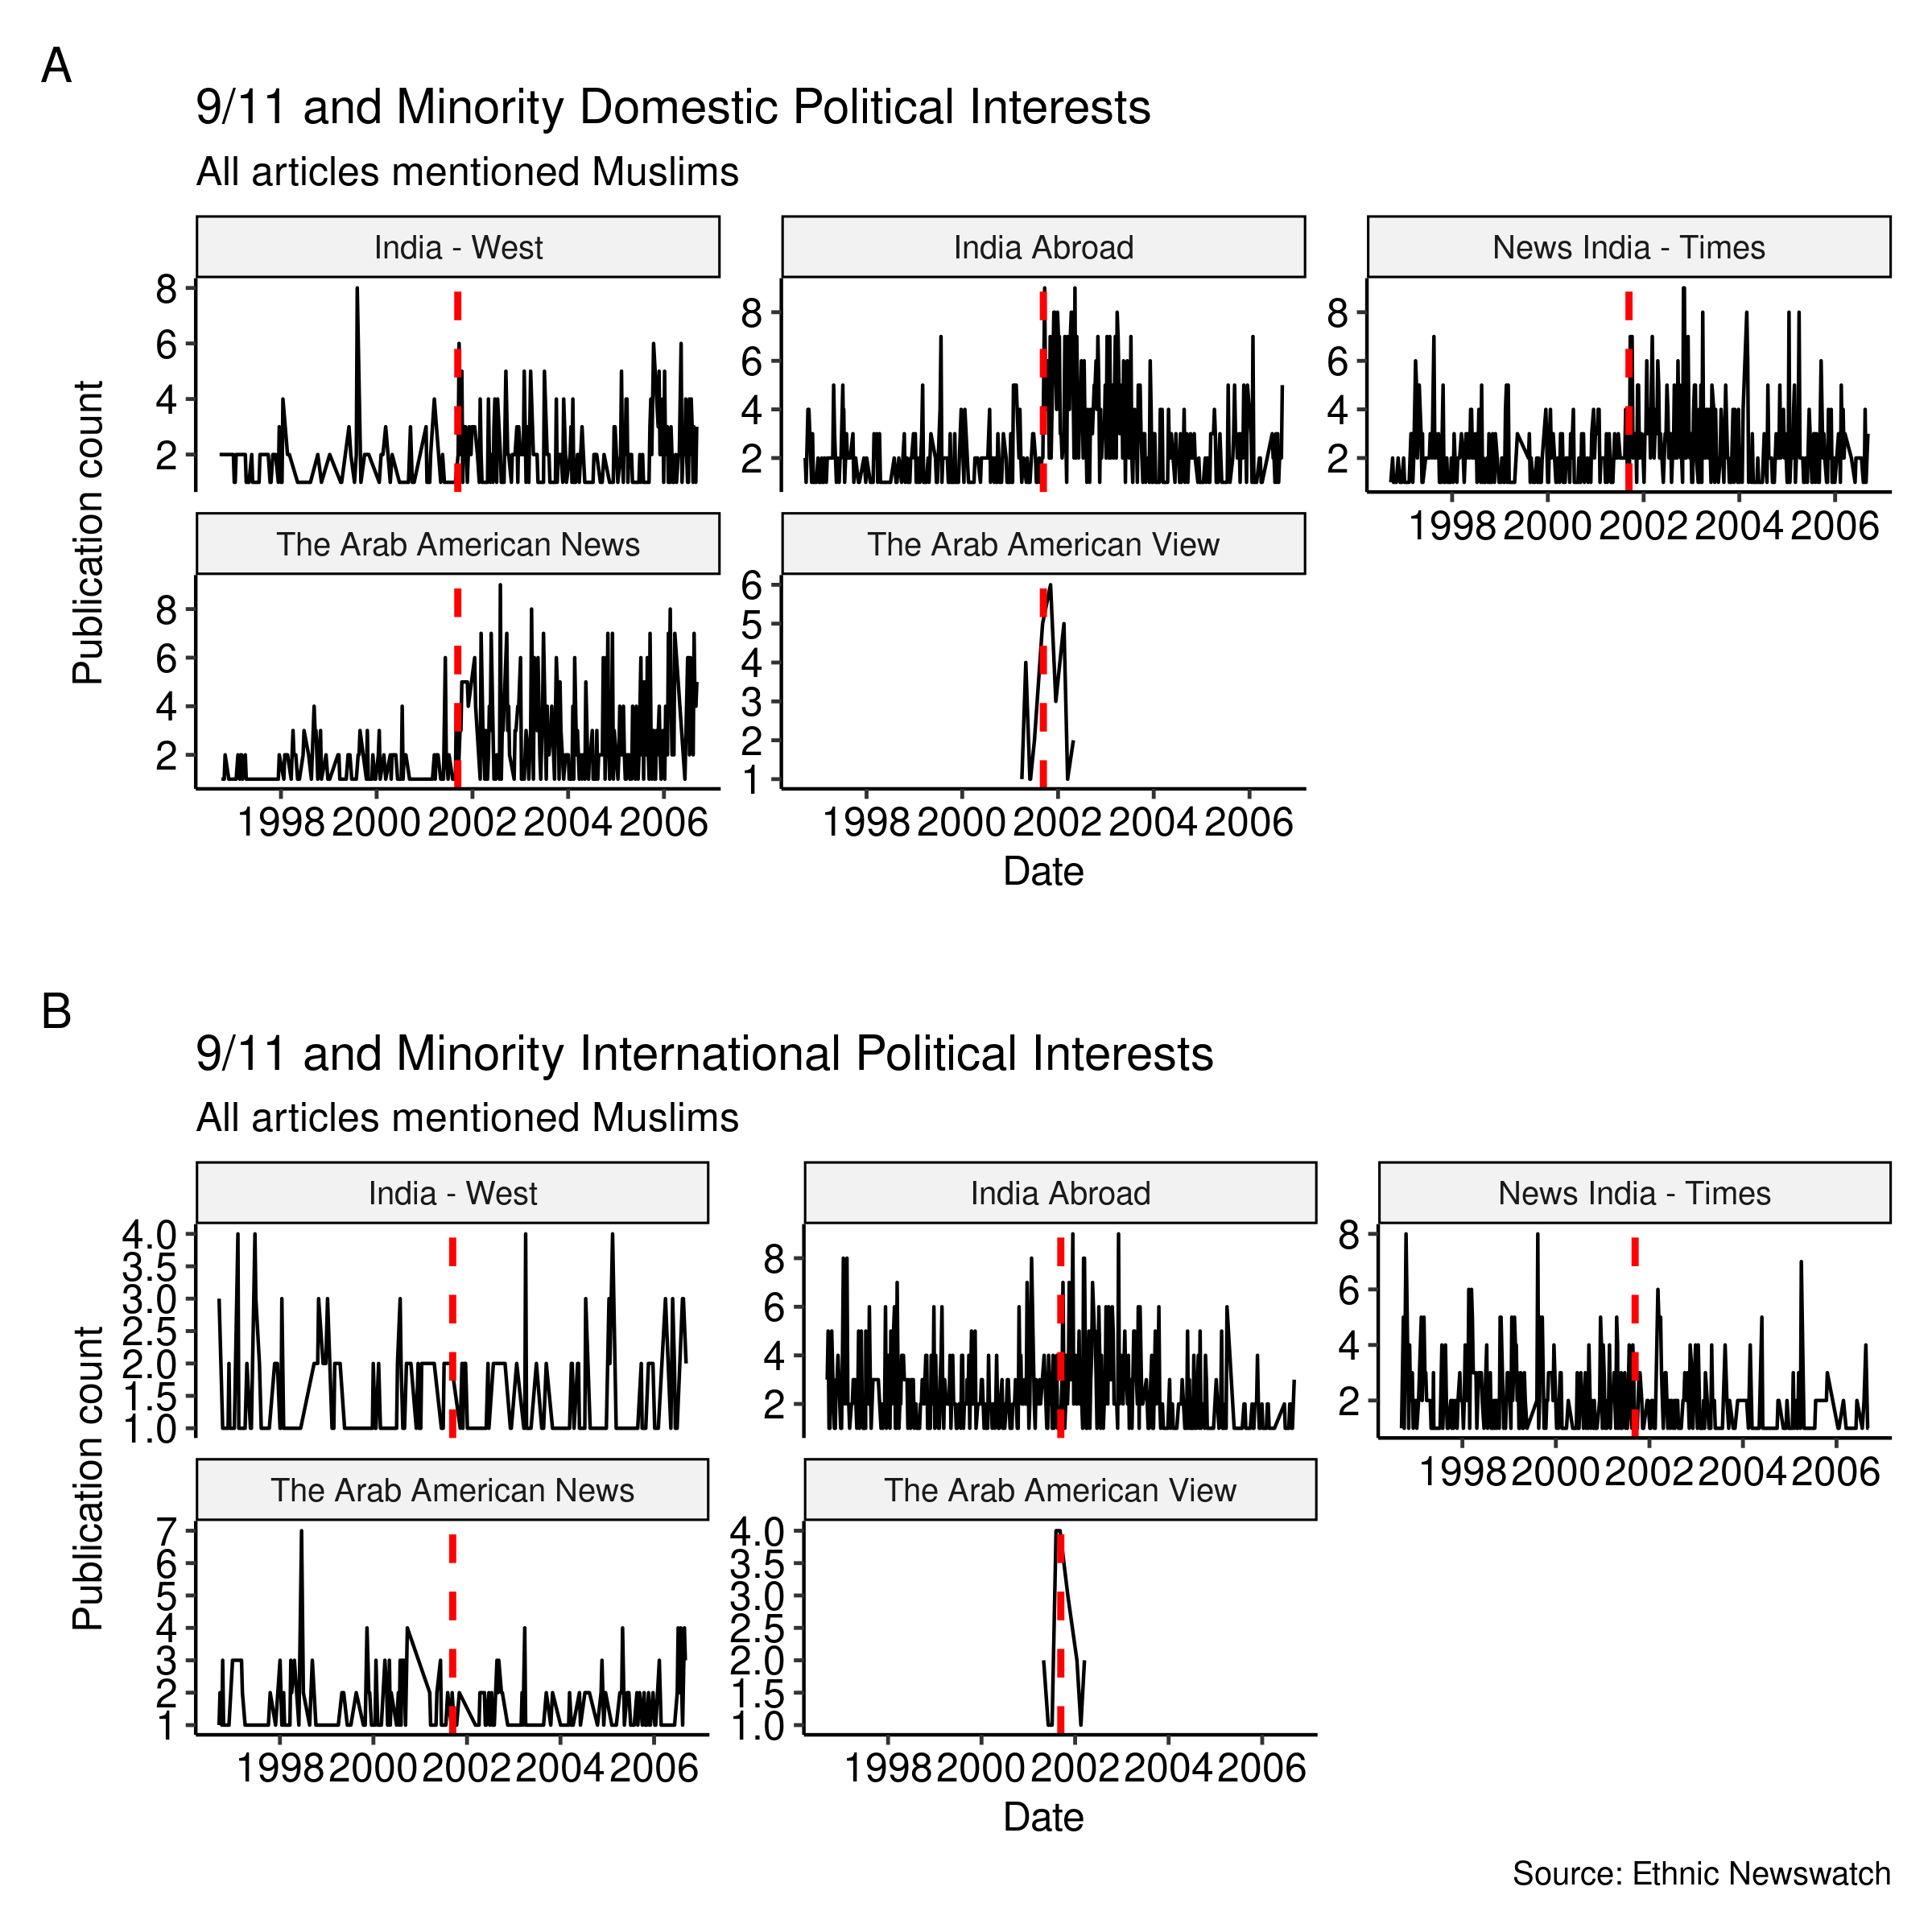 A
9/11 and Minority Domestic Political Interests
All articles mentioned Muslims
Publication count
India - West
8
6
4
2
India Abroad
8
6
4
2
News India - Times
8
6
4
2
1998 2000 2002 2004 2006
The Arab American News
8
6
4
2
1998 2000 2002 2004 2006
The Arab American View
6
5
4
3
2
1
1998 2000 2002 2004 2006
Date
B
9/11 and Minority International Political Interests
All articles mentioned Muslims
Publication count
India - West
4.0
3.5
3.0
2.5
2.0
1.5
1.0
India Abroad
8
6
4
2
News India - Times
8
6
4
2
1998 2000 2002 2004 2006
The Arab American News
7
6
5
4
3
2
1
1998 2000 2002 2004 2006
The Arab American View
4.0
3.5
3.0
2.5
2.0
1.5
1.0
1998 2000 2002 2004 2006
Date
Source: Ethnic Newswatch